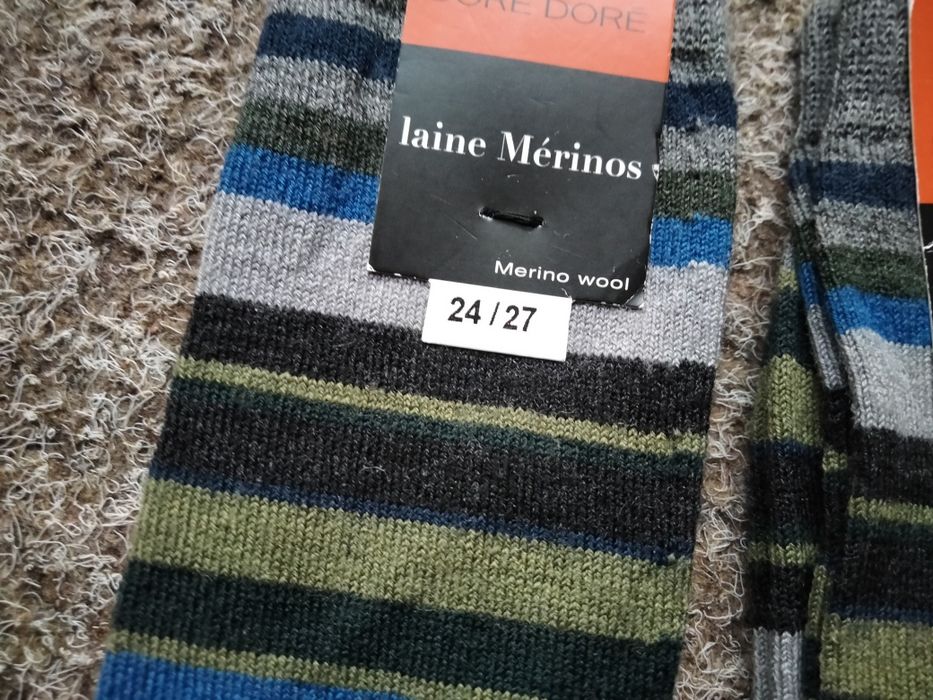 DORÉ DORÉ
laine Mérinos
Merino wool
24 / 27